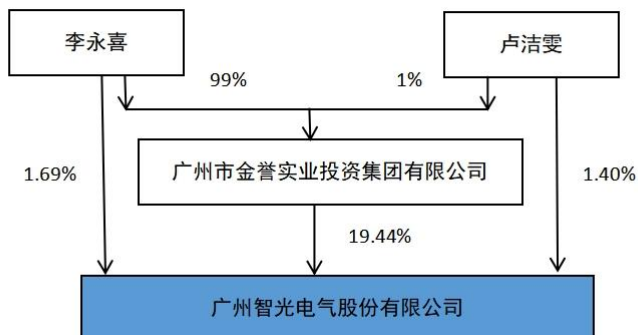 李永喜
卢洁雯
99%
1%
广州市金誉实业投资集团有限公司
1.69%
1.40%
19.44%
广州智光电气股份有限公司